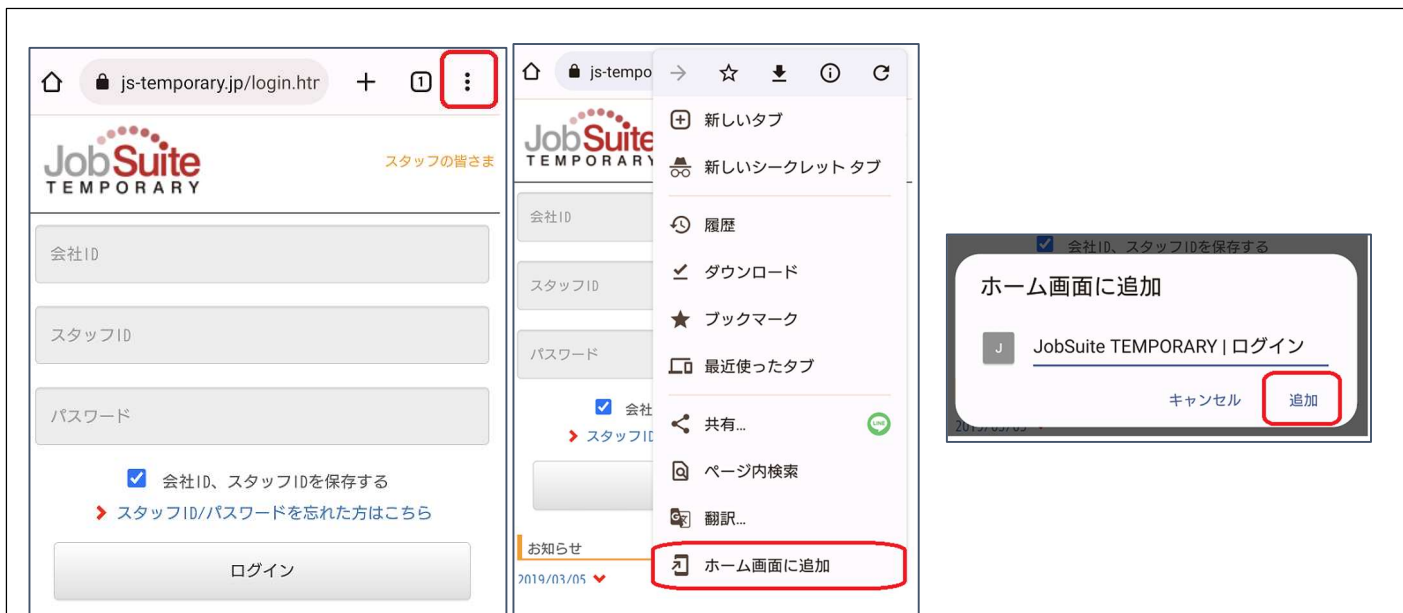 js-temporary.jp/login.htr
1
JobSuite
TEMPORARY
スタッフの皆さま
会社ID
スタッフID
パスワード
会社ID、スタッフIDを保存する
スタッフID/パスワードを忘れた方はこちら
ログイン
js-tempo
JobSuite
TEMPORARY
会社ID
スタッフID
パスワード
会社
スタッフID
お知らせ
2019/03/05
新しいタブ
新しいシークレット タブ
履歴
ダウンロード
ブックマーク
最近使ったタブ
共有…
LINE
ページ内検索
翻訳…
ホーム画面に追加
会社ID、スタッフIDを保存する
ホーム画面に追加
J
JobSuite TEMPORARY | ログイン
キャンセル
追加